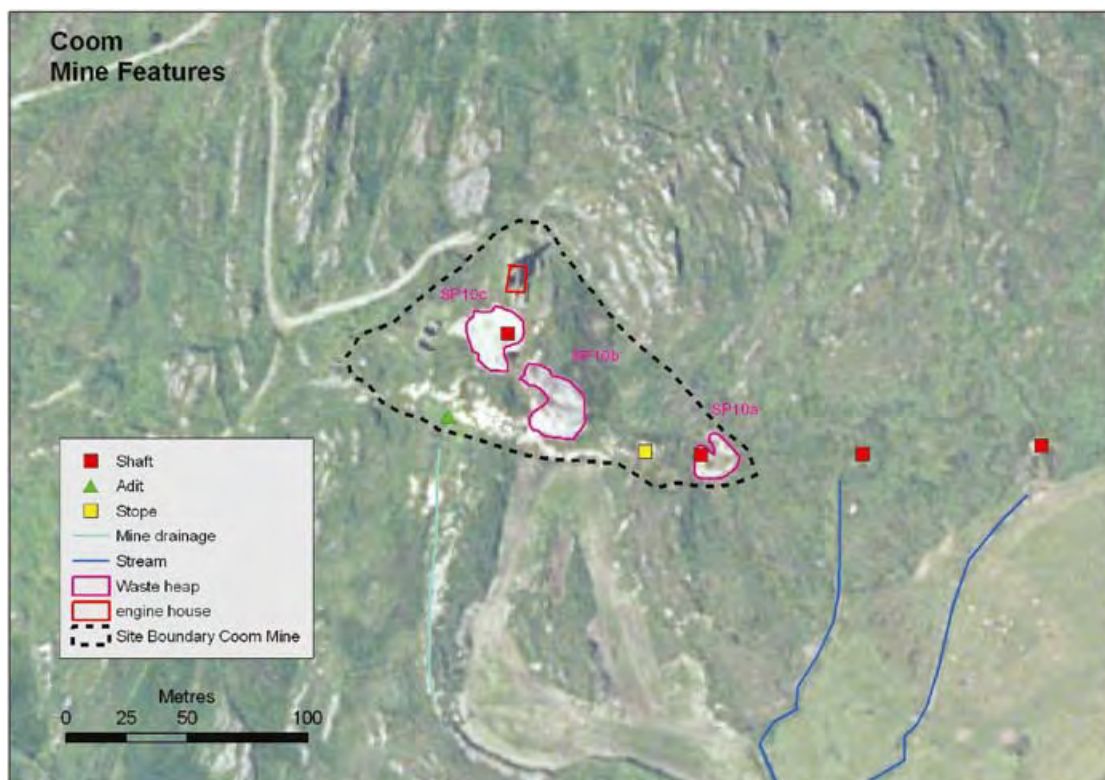 Coom
Mine Features
SP10c
SP10b
SP10a
Shaft
Adit
Stope
Mine drainage
Stream
Waste heap
engine house
Site Boundary Coom Mine
Metres
0 25 50 100